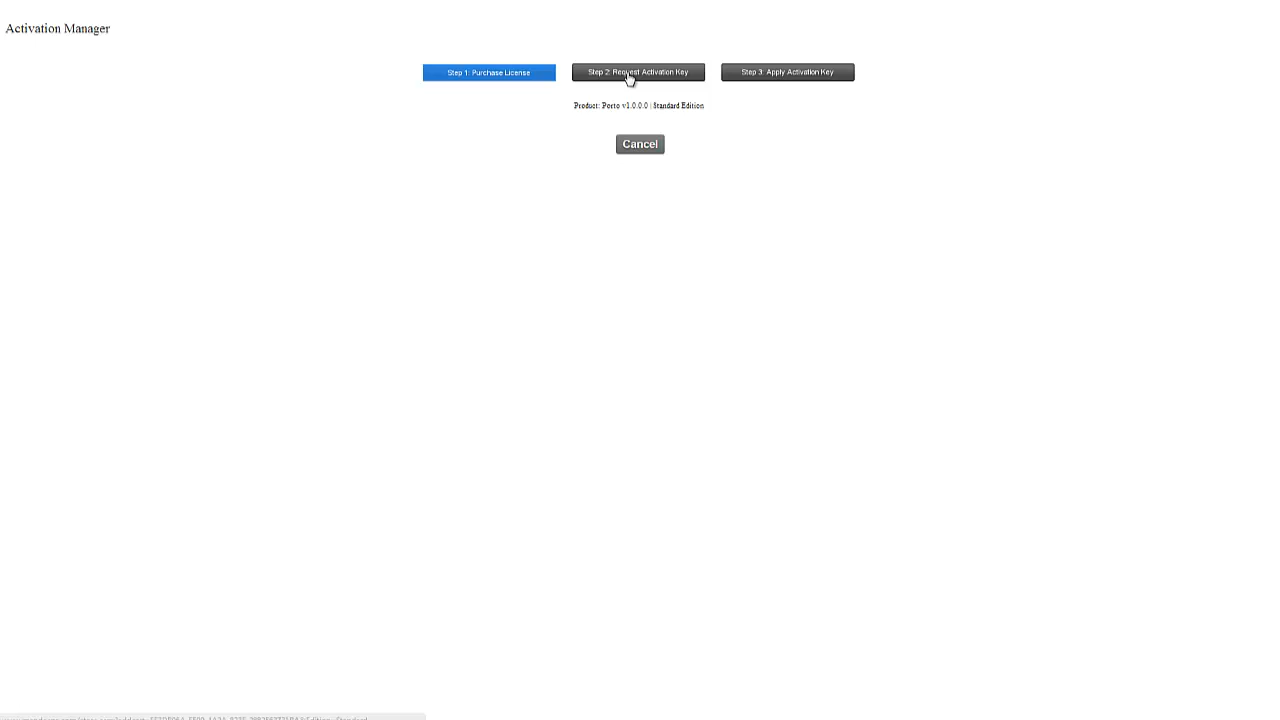 Activation Manager
Step 1: Purchase License
Step 2: Request Activation Key
Step 3: Apply Activation Key
Product: Porto v1.0.0.0 | Standard Edition
Cancel